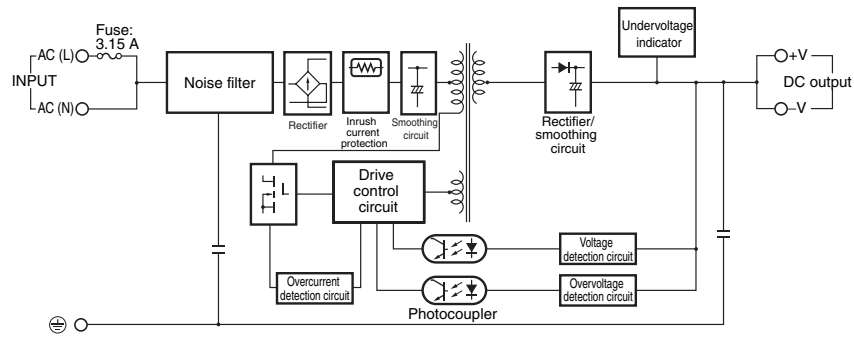 Fuse:
3.15 A
AC (L)
INPUT
AC (N)
Noise filter
Rectifier
Inrush
current
protection
Smoothing
circuit
Undervoltage
indicator
Rectifier/
smoothing
circuit
+V
DC output
–V
Drive
control
circuit
Voltage
detection circuit
Overcurrent
detection circuit
Overvoltage
detection circuit
Photocoupler